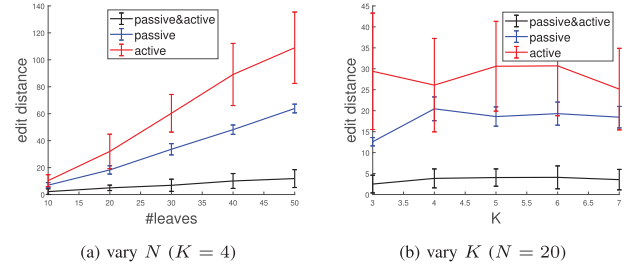 140
120
100
80
60
40
20
0
edit distance
passive&active
passive
active
10 15 20 25 30 35 40 45 50
#leaves
(a) vary N (K = 4)
45
40
35
30
25
20
15
10
5
0
edit distance
passive&active
passive
active
3 3.5 4 4.5 5 5.5 6 6.5 7
K
(b) vary K (N = 20)